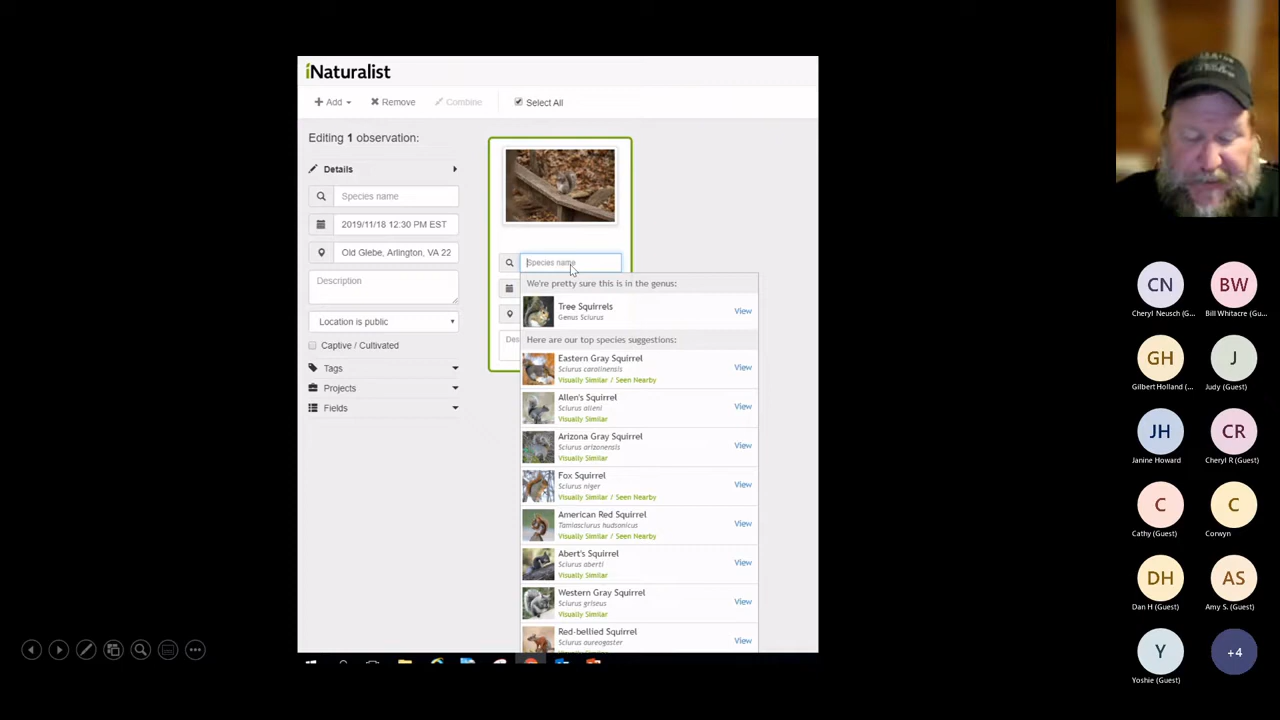 iNaturalist
Add
Remove
Combine
Select All
Editing 1 observation:
Details
Species name
2019/11/18 12:30 PM EST
Old Glebe, Arlington, VA 22
Description
Location is public
Captive / Cultivated
Tags
Projects
Fields
Species name
Des
We're pretty sure this is in the genus:
Tree Squirrels
Genus Sciurus
View
Here are our top species suggestions:
Eastern Gray Squirrel
Sciurus carolinensis
Visually Similar / Seen Nearby
View
Allen's Squirrel
Sciurus alleni
Visually Similar
View
Arizona Gray Squirrel
Sciurus arizonensis
Visually Similar
View
Fox Squirrel
Sciurus niger
Visually Similar / Seen Nearby
View
American Red Squirrel
Tamiasciurus hudsonicus
Visually Similar / Seen Nearby
View
Abert's Squirrel
Sciurus aberti
Visually Similar
View
Western Gray Squirrel
Sciurus griseus
Visually Similar
View
Red-bellied Squirrel
Sciurus aureogaster
View
CN
Cheryl Neusch (G...
BW
Bill Whitacre (Gu...
GH
Gilbert Holland (...
J
Judy (Guest)
JH
Janine Howard
CR
Cheryl R (Guest)
C
Cathy (Guest)
C
Corwyn
DH
Dan H (Guest)
AS
Amy S. (Guest)
Y
Yoshie (Guest)
+4